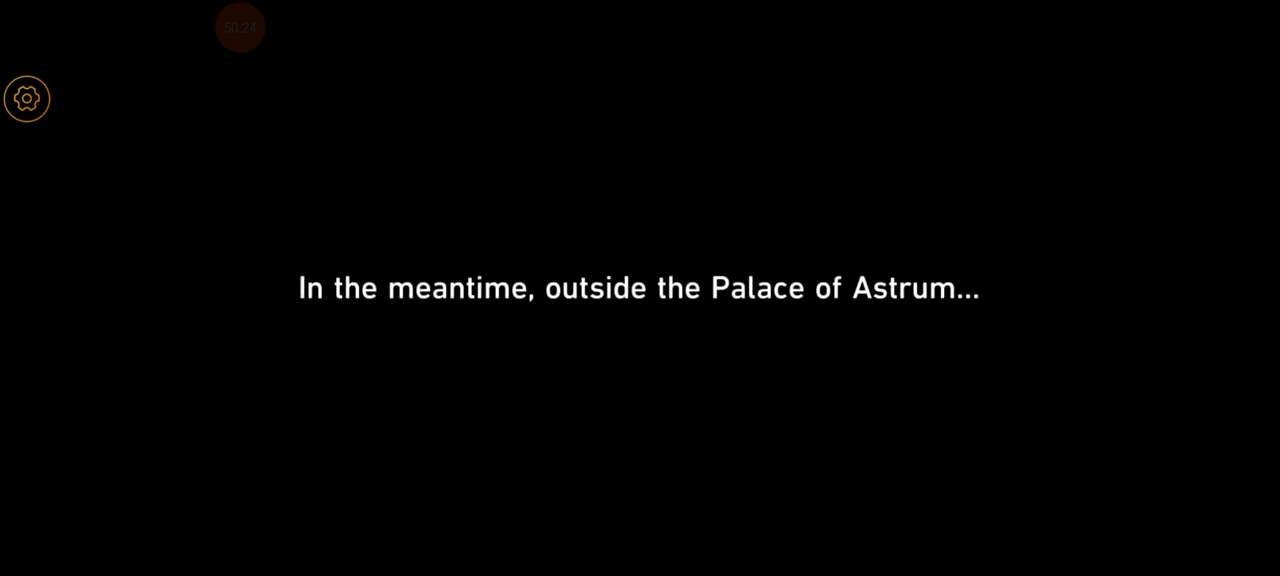 50:24
In the meantime, outside the Palace of Astrum...